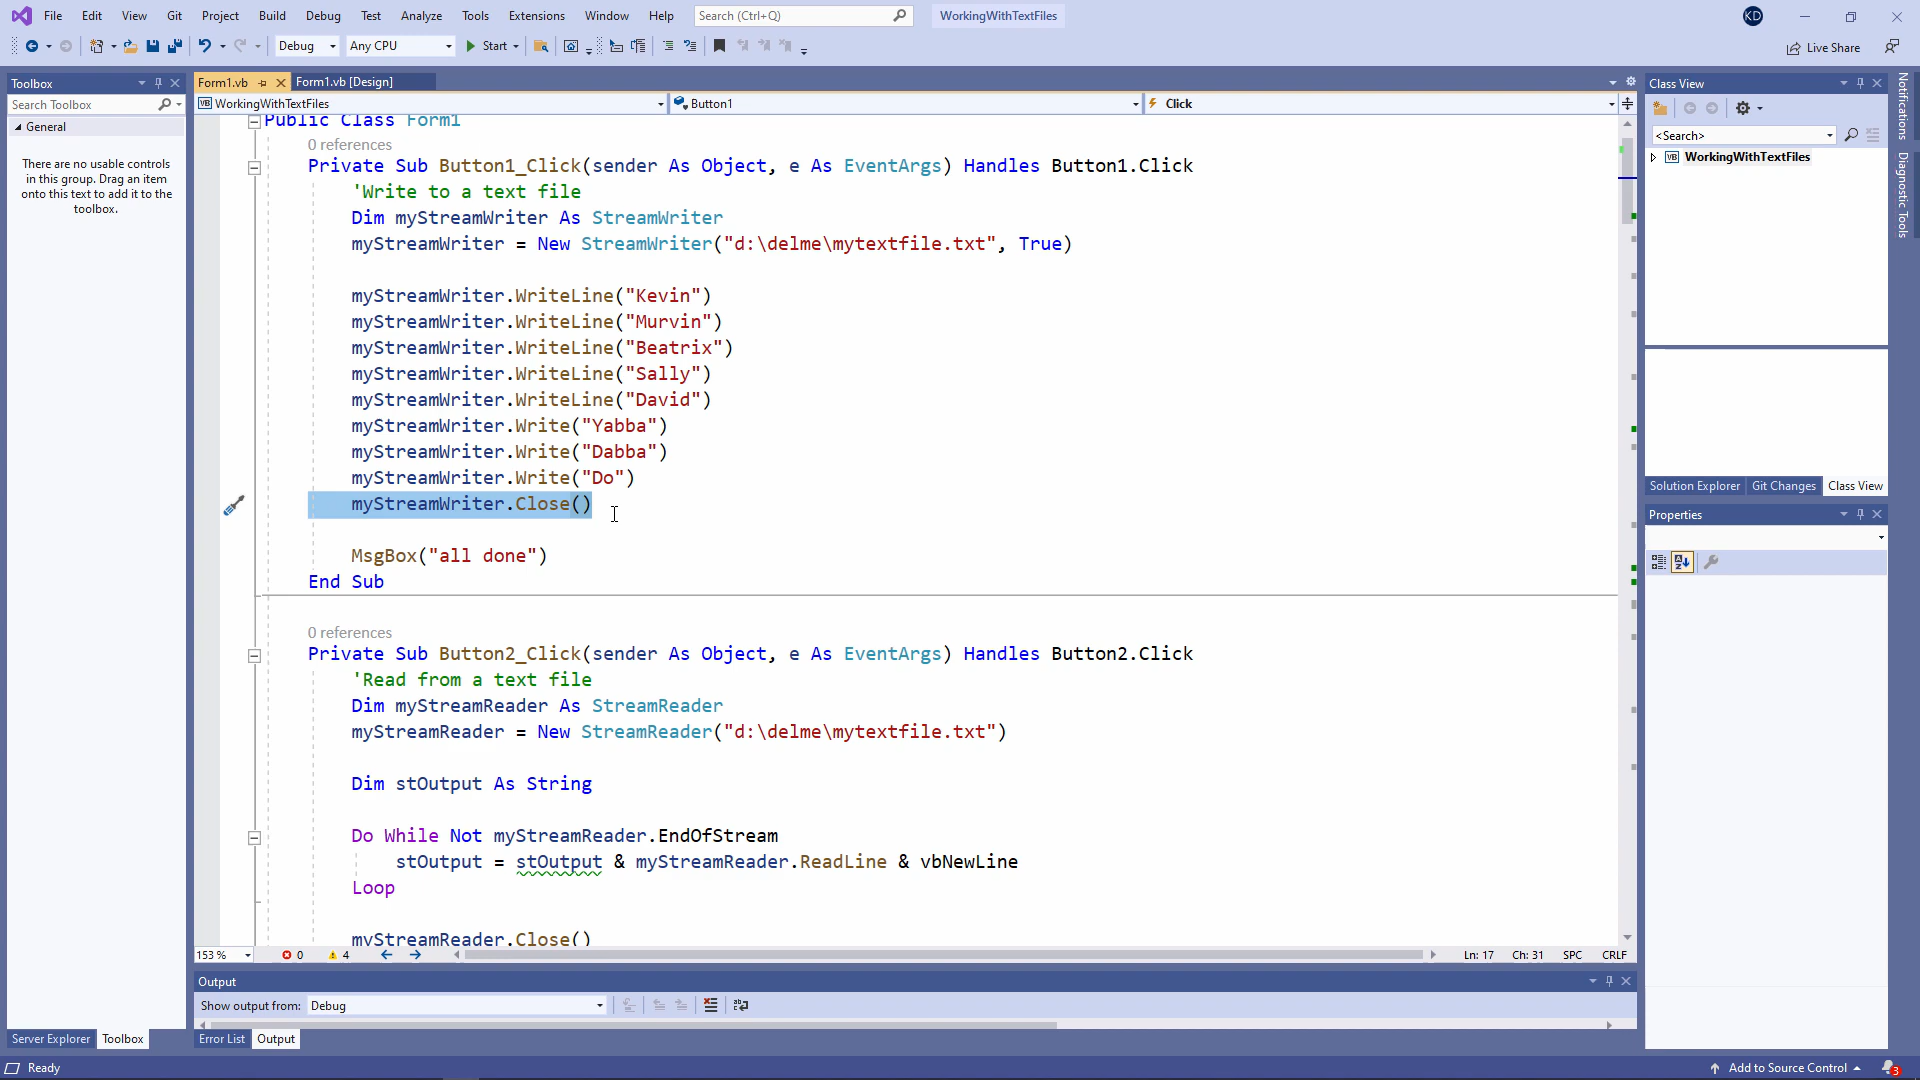 File Edit View Git Project Build Debug Test Analyze Tools Extensions Window Help Search (Ctrl+Q) WorkingWithTextFiles KD
Debug Any CPU Start Live Share
Toolbox
Search Toolbox
General
There are no usable controls
in this group. Drag an item
onto this text to add it to the
toolbox.
Server Explorer Toolbox
Form1.vb Form1.vb [Design]
VB WorkingWithTextFiles Button1 Click
Public Class Form1
0 references
Private Sub Button1_Click(sender As Object, e As EventArgs) Handles Button1.Click
'Write to a text file
Dim myStreamWriter As StreamWriter
myStreamWriter = New StreamWriter("d:\delme\mytextfile.txt", True)
myStreamWriter.WriteLine("Kevin")
myStreamWriter.WriteLine("Murvin")
myStreamWriter.WriteLine("Beatrix")
myStreamWriter.WriteLine("Sally")
myStreamWriter.WriteLine("David")
myStreamWriter.Write("Yabba")
myStreamWriter.Write("Dabba")
myStreamWriter.Write("Do")
myStreamWriter.Close()
MsgBox("all done")
End Sub
0 references
Private Sub Button2_Click(sender As Object, e As EventArgs) Handles Button2.Click
'Read from a text file
Dim myStreamReader As StreamReader
myStreamReader = New StreamReader("d:\delme\mytextfile.txt")
Dim stOutput As String
Do While Not myStreamReader.EndOfStream
stOutput = stOutput & myStreamReader.ReadLine & vbNewLine
Loop
myStreamReader.Close()
153 % 0 4 Ln: 17 Ch: 31 SPC CRLF
Output
Show output from: Debug
Error List Output
Class View
<Search>
VB WorkingWithTextFiles
Solution Explorer Git Changes Class View
Properties
Notifications
Diagnostic Tools
Ready Add to Source Control 3